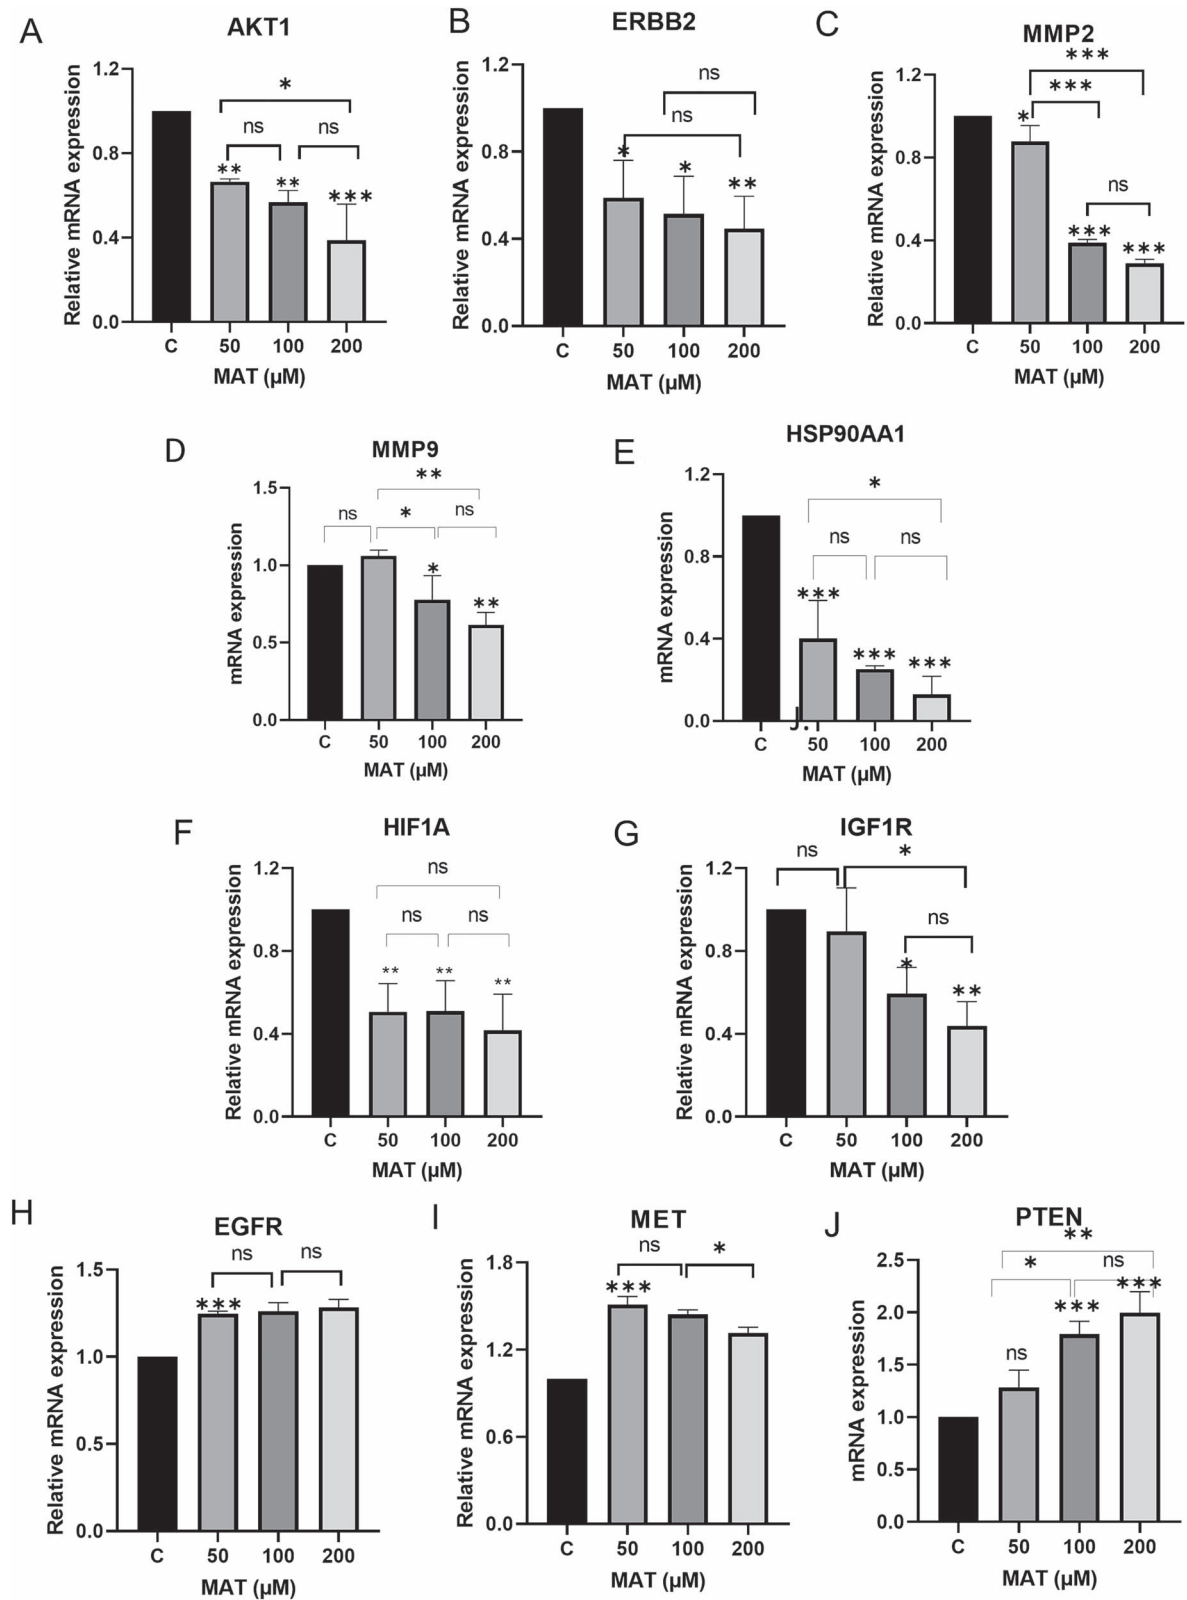 A
AKT1
Relative mRNA expression
1.2
0.8
0.4
0.0
*
ns
ns
**
**
***
C 50 100 200
MAT (µM)
B
ERBB2
Relative mRNA expression
1.2
0.8
0.4
0.0
ns
ns
*
*
**
C 50 100 200
MAT (µM)
C
MMP2
Relative mRNA expression
1.2
0.8
0.4
0.0
***
***
*
ns
***
***
C 50 100 200
MAT (µM)
D
MMP9
mRNA expression
1.5
1.0
0.5
0.0
**
ns
*
ns
*
**
C 50 100 200
MAT (µM)
E
HSP90AA1
mRNA expression
1.2
0.8
0.4
0.0
*
ns
ns
***
***
***
J.
C 50 100 200
MAT (µM)
F
HIF1A
Relative mRNA expression
1.2
0.8
0.4
0.0
ns
ns
ns
**
**
**
C 50 100 200
MAT (µM)
G
IGF1R
Relative mRNA expression
1.2
0.8
0.4
0.0
ns
*
ns
*
**
C 50 100 200
MAT (µM)
H
EGFR
Relative mRNA expression
1.5
1.0
0.5
0.0
ns
ns
***
C 50 100 200
MAT (µM)
I
MET
Relative mRNA expression
1.8
1.2
0.6
0.0
ns
*
***
C 50 100 200
MAT (µM)
J
PTEN
mRNA expression
2.5
2.0
1.5
1.0
0.5
0.0
**
*
ns
***
***
ns
C 50 100 200
MAT (µM)